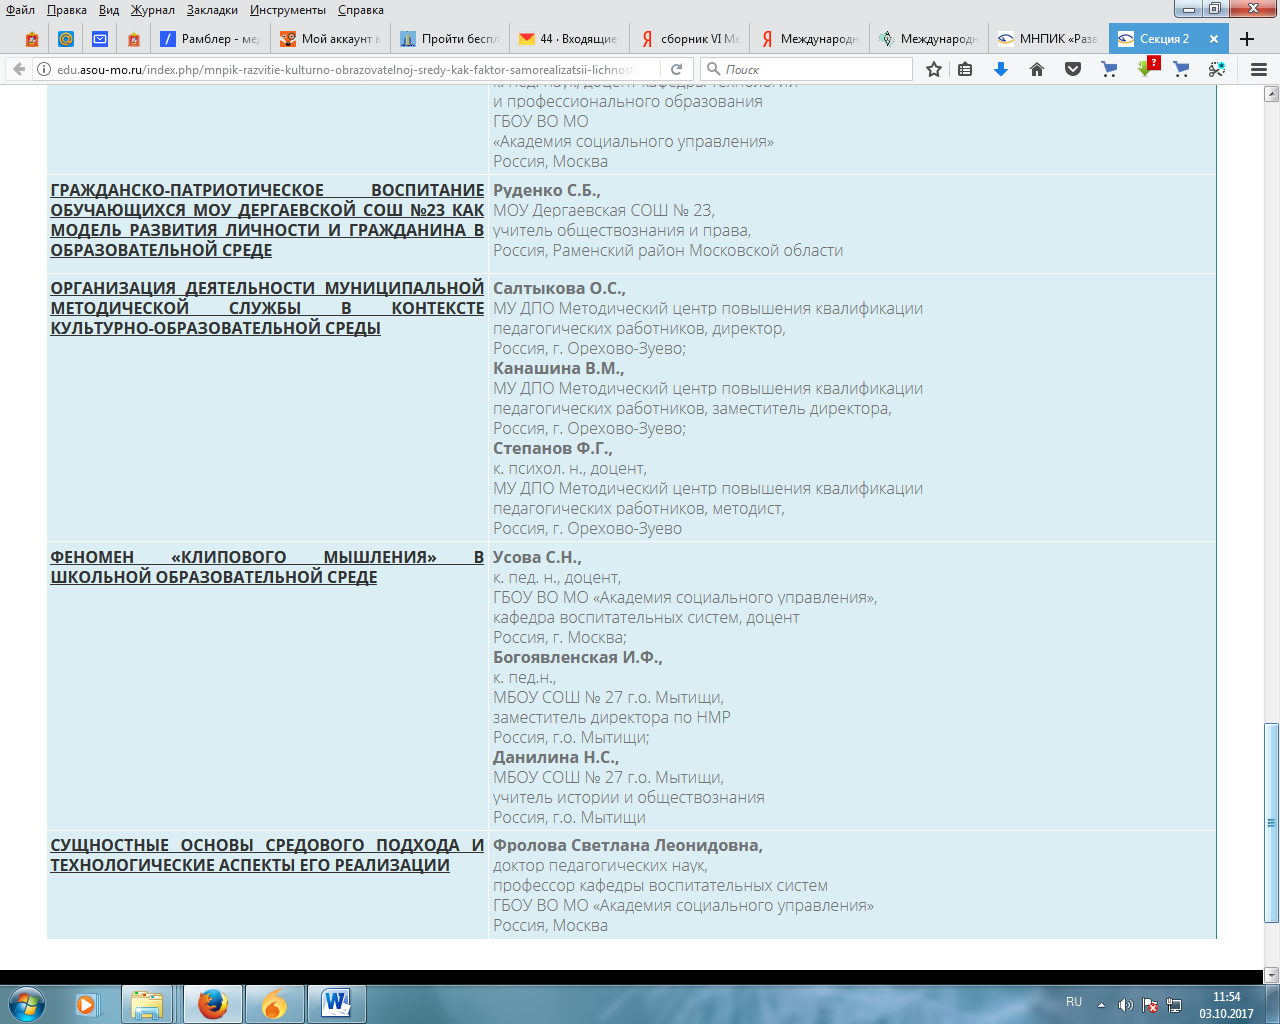 Файл Правка Вид Журнал Закладки Инструменты Справка
Рамблер - ме Мой аккаунт в Пройти беспл 44 · Входящие сборник VI Ме Международн Международн МНПИК «Разв Секция 2
edu.asou-mo.ru/index.php/mnpik-razvitie-kulturno-obrazovatelnoj-sredy-kak-faktor-samorealizatsii-lichnost Поиск
к. пед. наук, доцент кафедры технологии
и профессионального образования
ГБОУ ВО МО
«Академия социального управления»
Россия, Москва
ГРАЖДАНСКО-ПАТРИОТИЧЕСКОЕ ВОСПИТАНИЕ
ОБУЧАЮЩИХСЯ МОУ ДЕРГАЕВСКОЙ СОШ №23 КАК
МОДЕЛЬ РАЗВИТИЯ ЛИЧНОСТИ И ГРАЖДАНИНА В
ОБРАЗОВАТЕЛЬНОЙ СРЕДЕ
Руденко С.Б.,
МОУ Дергаевская СОШ № 23,
учитель обществознания и права,
Россия, Раменский район Московской области
ОРГАНИЗАЦИЯ ДЕЯТЕЛЬНОСТИ МУНИЦИПАЛЬНОЙ
МЕТОДИЧЕСКОЙ СЛУЖБЫ В КОНТЕКСТЕ
КУЛЬТУРНО-ОБРАЗОВАТЕЛЬНОЙ СРЕДЫ
Салтыкова О.С.,
МУ ДПО Методический центр повышения квалификации
педагогических работников, директор,
Россия, г. Орехово-Зуево;
Канашина В.М.,
МУ ДПО Методический центр повышения квалификации
педагогических работников, заместитель директора,
Россия, г. Орехово-Зуево;
Степанов Ф.Г.,
к. психол. н., доцент,
МУ ДПО Методический центр повышения квалификации
педагогических работников, методист,
Россия, г. Орехово-Зуево
ФЕНОМЕН «КЛИПОВОГО МЫШЛЕНИЯ» В
ШКОЛЬНОЙ ОБРАЗОВАТЕЛЬНОЙ СРЕДЕ
Усова С.Н.,
к. пед. н., доцент,
ГБОУ ВО МО «Академия социального управления»,
кафедра воспитательных систем, доцент
Россия, г. Москва;
Богоявленская И.Ф.,
к. пед.н.,
МБОУ СОШ № 27 г.о. Мытищи,
заместитель директора по НМР
Россия, г.о. Мытищи;
Данилина Н.С.,
МБОУ СОШ № 27 г.о. Мытищи,
учитель истории и обществознания
Россия, г.о. Мытищи
СУЩНОСТНЫЕ ОСНОВЫ СРЕДОВОГО ПОДХОДА И
ТЕХНОЛОГИЧЕСКИЕ АСПЕКТЫ ЕГО РЕАЛИЗАЦИИ
Фролова Светлана Леонидовна,
доктор педагогических наук,
профессор кафедры воспитательных систем
ГБОУ ВО МО «Академия социального управления»
Россия, Москва
RU
11:54
03.10.2017